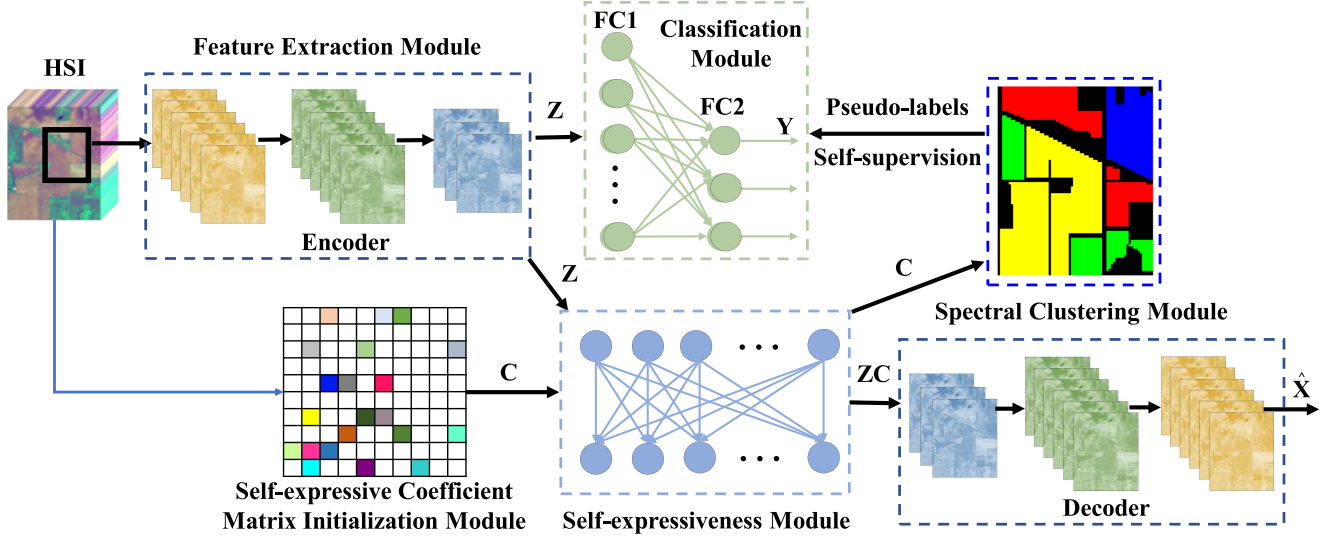 HSI
Feature Extraction Module
Encoder
Z
FC1
Classification
Module
FC2
Y
Pseudo-labels
Self-supervision
Z
C
Spectral Clustering Module
C
Self-expressive Coefficient
Matrix Initialization Module
Self-expressiveness Module
ZC
Decoder
X̂